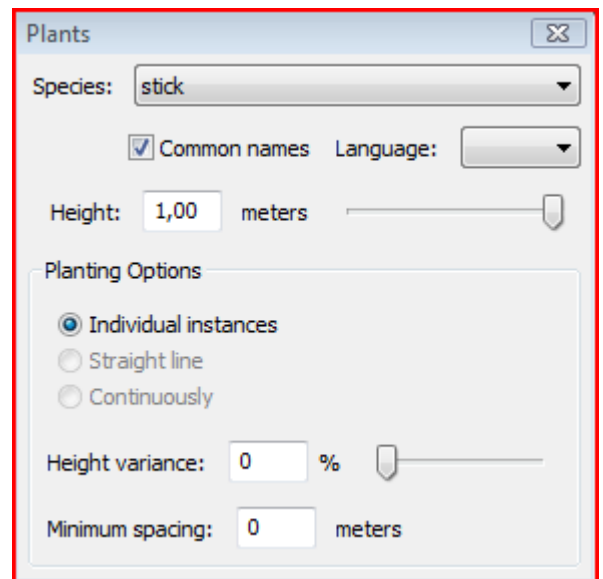 Plants
Species: stick
Common names Language:
Height: 1,00 meters
Planting Options
Individual instances
Straight line
Continuously
Height variance: 0 %
Minimum spacing: 0 meters